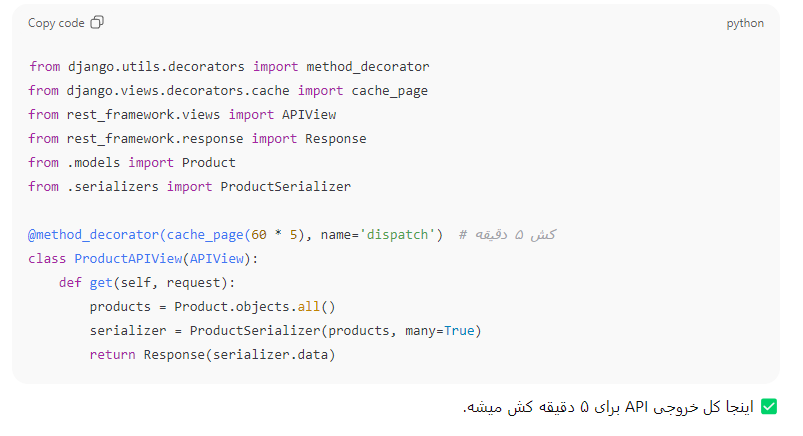 Copy code
python
from django.utils.decorators import method_decorator
from django.views.decorators.cache import cache_page
from rest_framework.views import APIView
from rest_framework.response import Response
from .models import Product
from .serializers import ProductSerializer
@method_decorator(cache_page(60 * 5), name='dispatch')  # کش ۵ دقیقه
class ProductAPIView(APIView):
    def get(self, request):
        products = Product.objects.all()
        serializer = ProductSerializer(products, many=True)
        return Response(serializer.data)
✅ اینجا کل خروجی API برای ۵ دقیقه کش میشه.